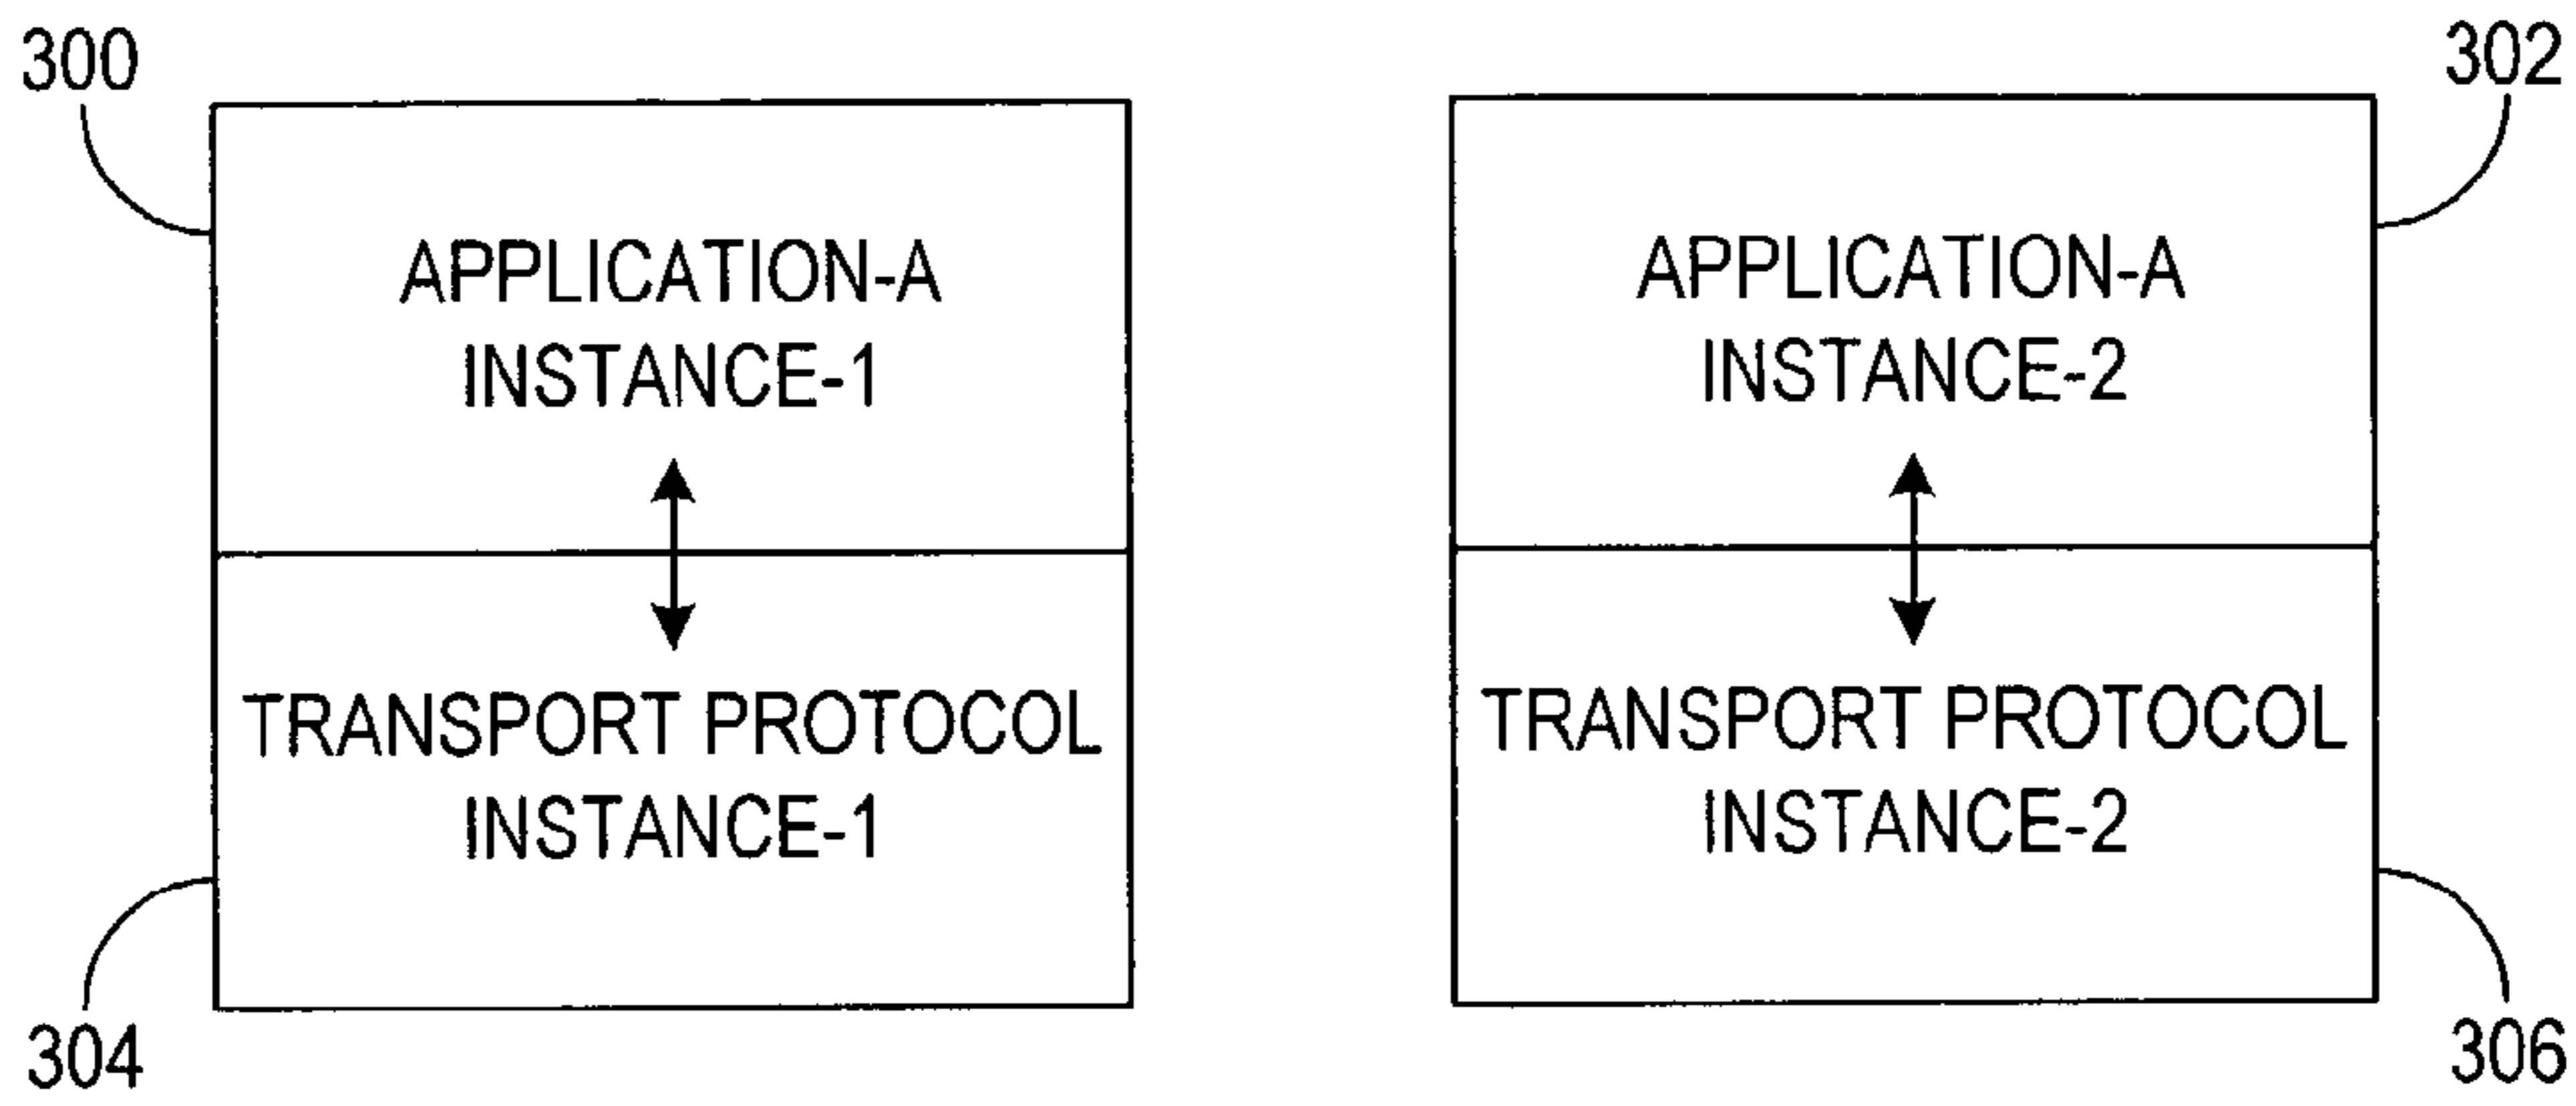 300
302
APPLICATION-A
INSTANCE-1
APPLICATION-A
INSTANCE-2
TRANSPORT PROTOCOL
INSTANCE-1
TRANSPORT PROTOCOL
INSTANCE-2
304
306